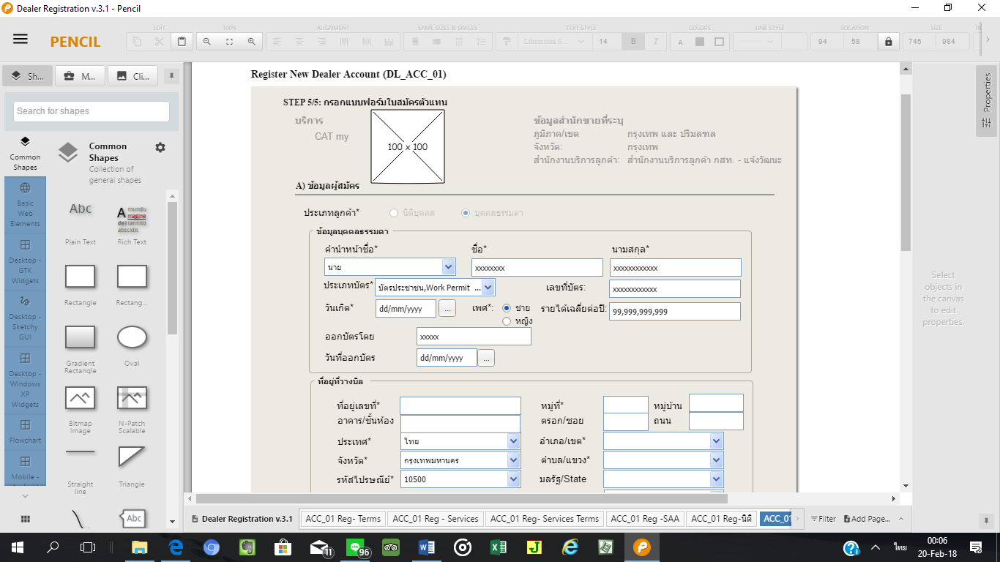 Dealer Registration v.3.1 - Pencil
PENCIL
EDIT
100%
ALIGNMENT
SAME SIZES & SPACES
TEXT STYLE
COLORS
LINE STYLE
LOCATION
SIZE
Liberation S...
14
B
I
A
94
58
745
984
Sh...
M...
Cli...
Search for shapes
Common Shapes
Basic Web Elements
Desktop - GTK Widgets
Desktop - Sketchy GUI
Desktop - Windows XP Widgets
Flowchart
Mobile -
Common Shapes
Collection of general shapes
Abc
Plain Text
A mundu
magine
del tannito
abscidit
Rich Text
Rectangle
Rectang...
Gradient Rectangle
Oval
Bitmap Image
N-Patch Scalable
Straight line
Triangle
Abc
Register New Dealer Account (DL_ACC_01)
STEP 5/5: กรอกแบบฟอร์มใบสมัครตัวแทน
บริการ
CAT my
100 x 100
ข้อมูลสำนักขายที่ระบุ
ภูมิภาค/เขต กรุงเทพ และ ปริมลฑล
จังหวัด: กรุงเทพ
สำนักงานบริการลูกค้า: สำนักงานบริการลูกค้า กสท. - แจ้งวัฒนะ
A) ข้อมูลผู้สมัคร
ประเภทลูกค้า* นิติบุคคล บุคคลธรรมดา
ข้อมูลบุคคลธรรมดา
คำนำหน้าชื่อ* ชื่อ* นามสกุล*
นาย xxxxxxxx xxxxxxxxxxxx
ประเภทบัตร* บัตรประชาชน,Work Permit ... เลขที่บัตร: xxxxxxxxxxxx
วันเกิด* dd/mm/yyyy ... เพศ*: ชาย รายได้เฉลี่ยต่อปี: 99,999,999,999
หญิง
ออกบัตรโดย xxxxx
วันที่ออกบัตร dd/mm/yyyy ...
ที่อยู่ที่วางบิล
ที่อยู่เลขที่* หมู่ที่* หมู่บ้าน
อาคาร/ชั้นห้อง ตรอก/ซอย ถนน
ประเทศ* ไทย อำเภอ/เขต*
จังหวัด* กรุงเทพมหานคร ตำบล/แขวง*
รหัสไปรษณีย์* 10500 มลรัฐ/State
Properties
Select objects in the canvas to edit properties.
Dealer Registration v.3.1
ACC_01 Reg- Terms
ACC_01 Reg - Services
ACC_01 Reg- Services Terms
ACC_01 Reg -SAA
ACC_01 Reg-นิติ
ACC_01
Filter
Add Page...
11
96
ไทย
00:06
20-Feb-18